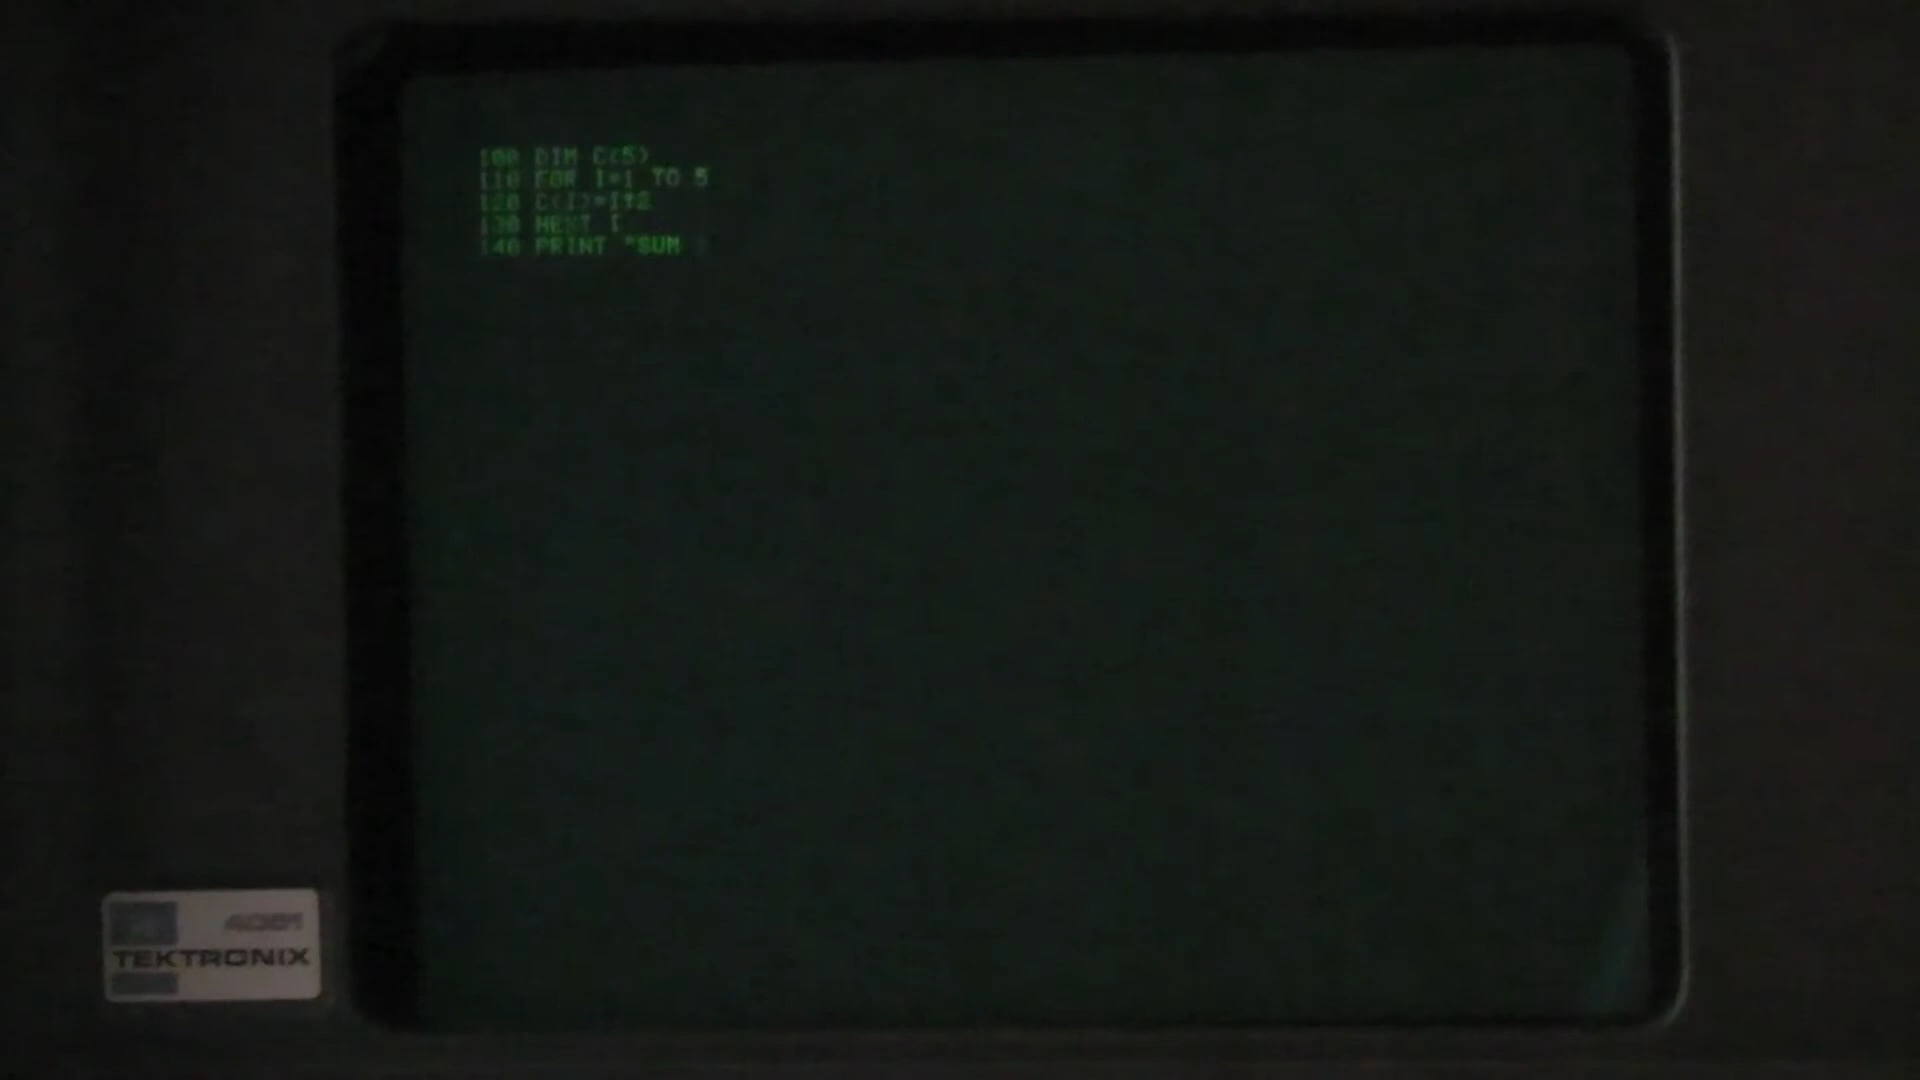 100 DIM C(5)
110 FOR I=1 TO 5
120 C(I)=I↑2
130 NEXT I
140 PRINT "SUM
4051
TEKTRONIX